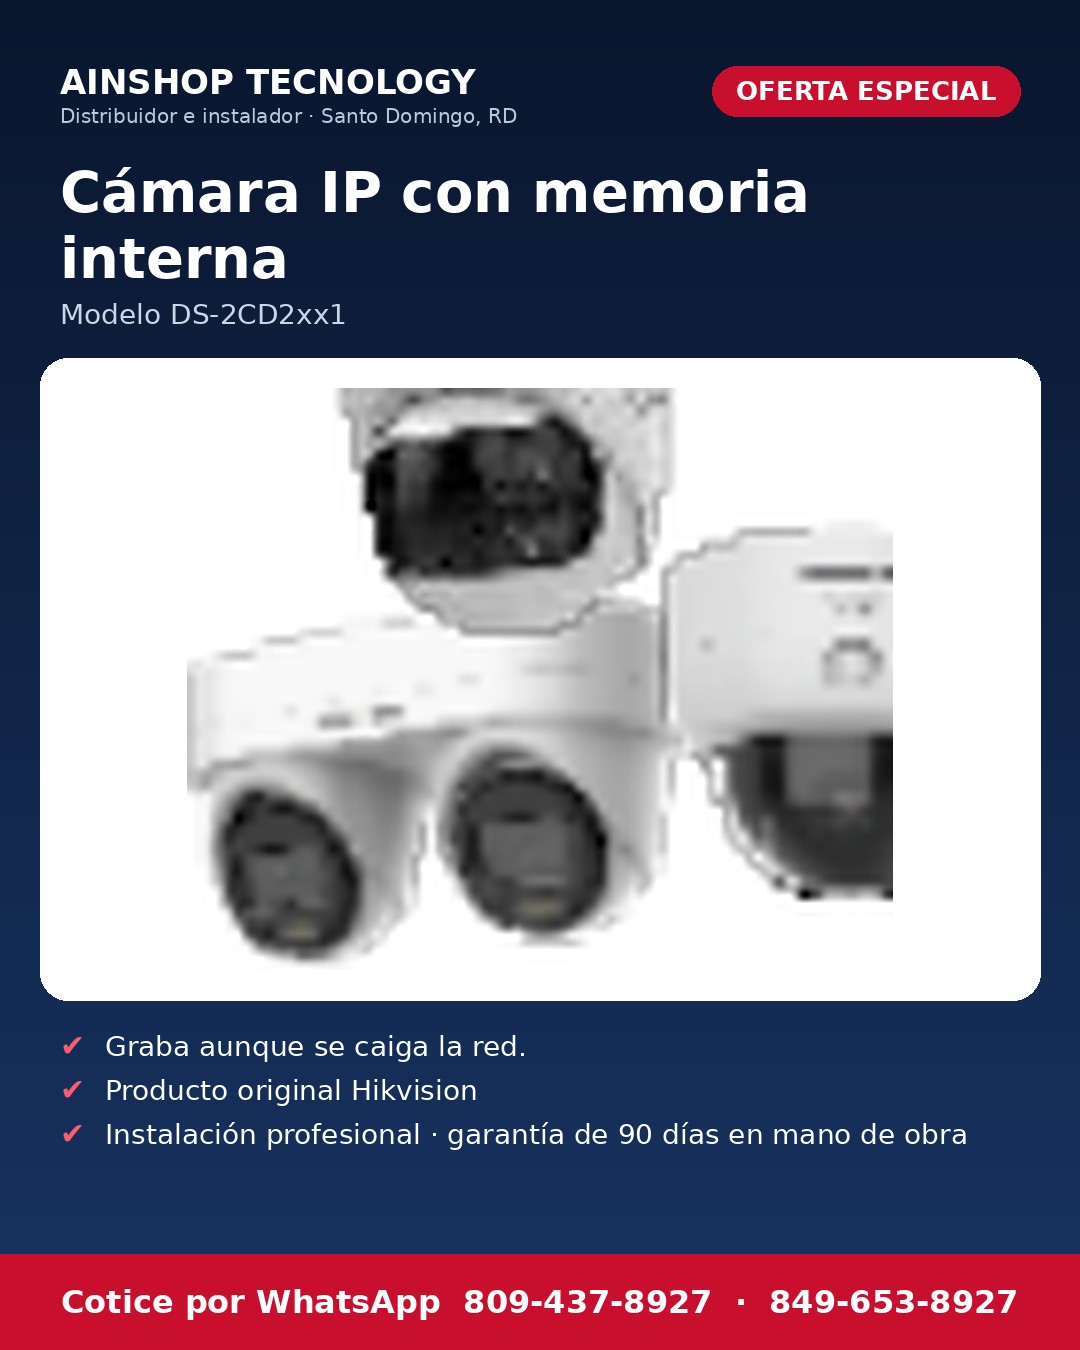 AINSHOP TECNOLOGY
OFERTA ESPECIAL
Distribuidor e instalador · Santo Domingo, RD
Cámara IP con memoria
interna
Modelo DS-2CD2xx1
✔ Graba aunque se caiga la red.
✔ Producto original Hikvision
✔ Instalación profesional · garantía de 90 días en mano de obra
Cotice por WhatsApp 809-437-8927 · 849-653-8927